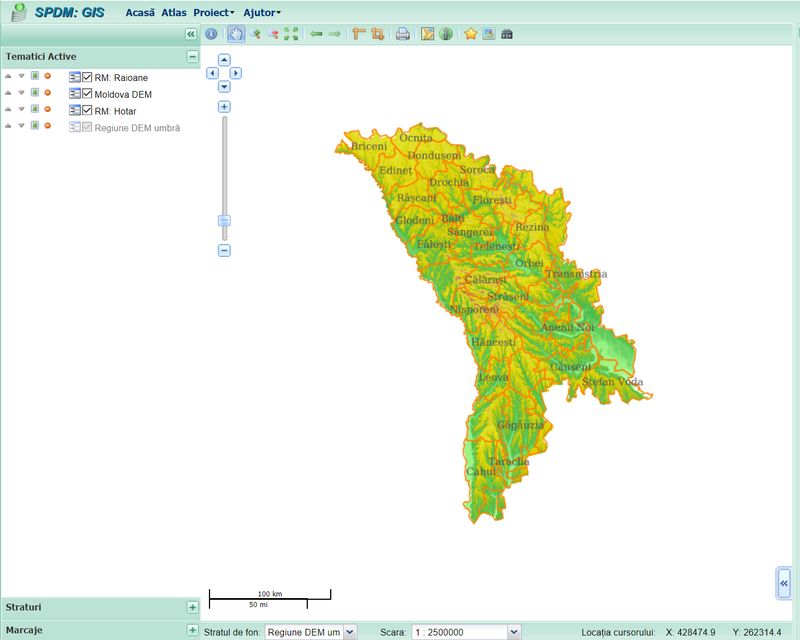 SPDM: GIS
Acasă Atlas Proiect Ajutor
Tematici Active
RM: Raioane
Moldova DEM
RM: Hotar
Regiune DEM umbră
Ocnița
Briceni
Dondușeni
Edineț
Soroca
Drochia
Râșcani
Florești
Glodeni
Bălți
Rezina
Sângerei
Fălești
Telenești
Orhei
Transnistria
Călărași
Strășeni
Nisporeni
Anenii Noi
Hâncești
Căușeni
Leova
Ștefan Vodă
Găgăuzia
Taraclia
Cahul
100 km
50 mi
Straturi
Marcaje
Stratul de fon: Regiune DEM um
Scara: 1 : 2500000
Locația cursorului: X: 428474.9 Y: 262314.4